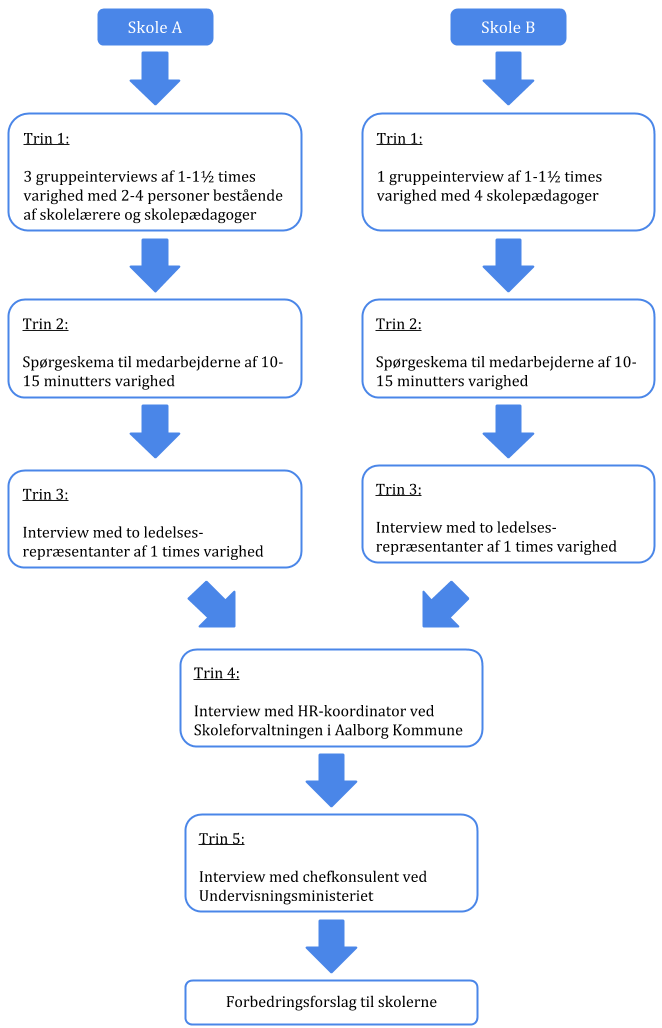 Skole A
Trin 1:
3 gruppeinterviews af 1-1½ times
varighed med 2-4 personer bestående
af skolelærere og skolepædagoger
Trin 2:
Spørgeskema til medarbejderne af 10-
15 minutters varighed
Trin 3:
Interview med to ledelses-
repræsentanter af 1 times varighed
Skole B
Trin 1:
1 gruppeinterview af 1-1½ times
varighed med 4 skolepædagoger
Trin 2:
Spørgeskema til medarbejderne af 10-
15 minutters varighed
Trin 3:
Interview med to ledelses-
repræsentanter af 1 times varighed
Trin 4:
Interview med HR-koordinator ved
Skoleforvaltningen i Aalborg Kommune
Trin 5:
Interview med chefkonsulent ved
Undervisningsministeriet
Forbedringsforslag til skolerne